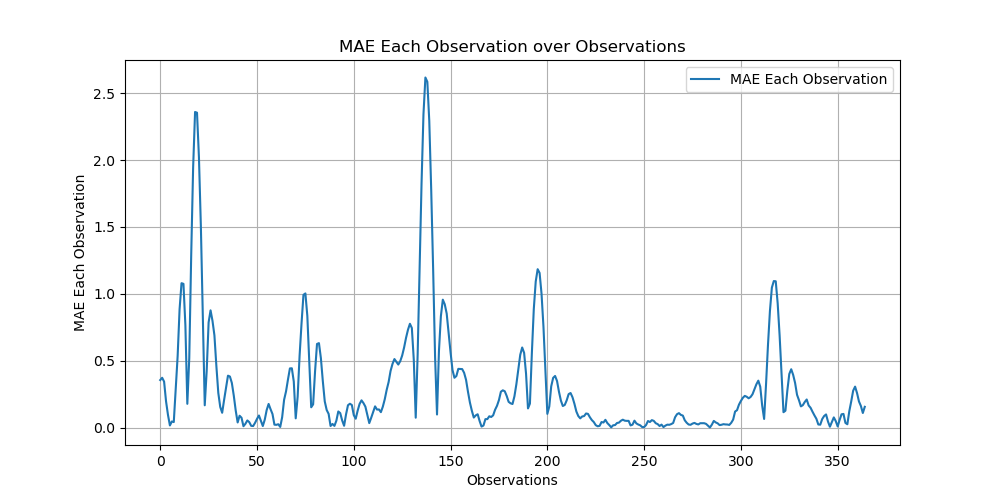 MAE Each Observation over Observations
MAE Each Observation
2.5
2.0
1.5
1.0
0.5
0.0
MAE Each Observation
0 50 100 150 200 250 300 350
Observations